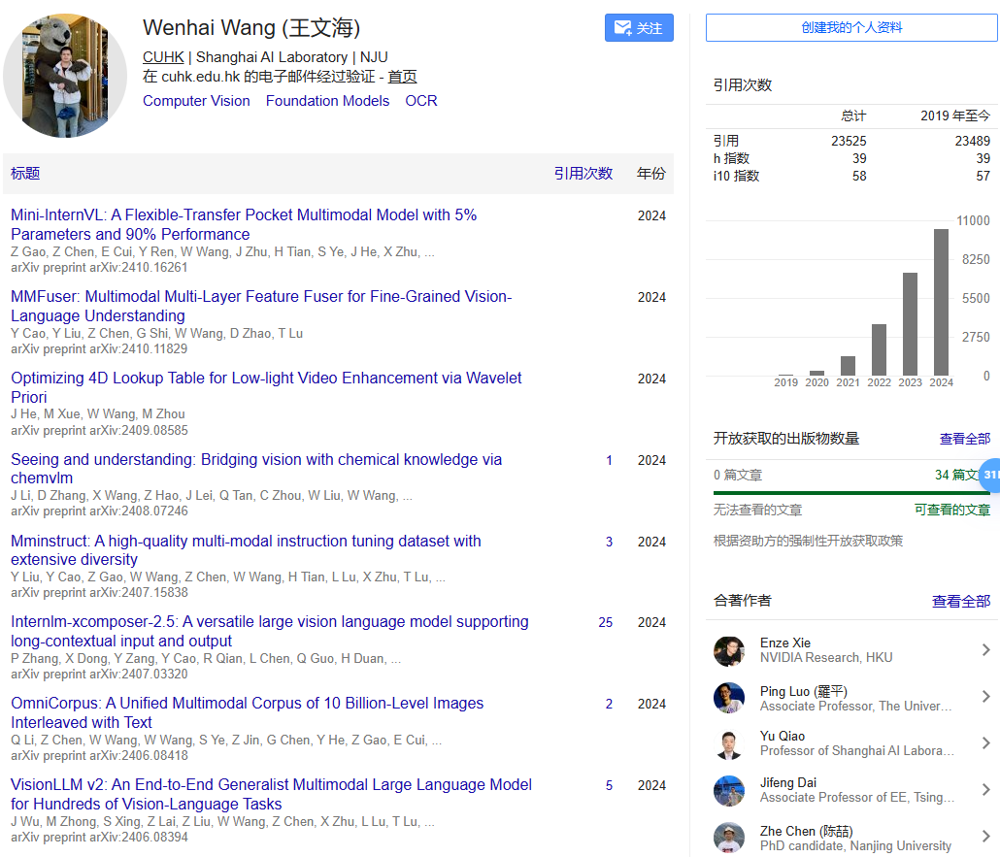 Wenhai Wang (王文海)
关注
CUHK | Shanghai AI Laboratory | NJU
在 cuhk.edu.hk 的电子邮件经过验证 - 首页
Computer Vision Foundation Models OCR
标题 引用次数 年份
Mini-InternVL: A Flexible-Transfer Pocket Multimodal Model with 5% 2024
Parameters and 90% Performance
Z Gao, Z Chen, E Cui, Y Ren, W Wang, J Zhu, H Tian, S Ye, J He, X Zhu, ...
arXiv preprint arXiv:2410.16261
MMFuser: Multimodal Multi-Layer Feature Fuser for Fine-Grained Vision- 2024
Language Understanding
Y Cao, Y Liu, Z Chen, G Shi, W Wang, D Zhao, T Lu
arXiv preprint arXiv:2410.11829
Optimizing 4D Lookup Table for Low-light Video Enhancement via Wavelet 2024
Priori
J He, M Xue, W Wang, M Zhou
arXiv preprint arXiv:2409.08585
Seeing and understanding: Bridging vision with chemical knowledge via 1 2024
chemvlm
J Li, D Zhang, X Wang, Z Hao, J Lei, Q Tan, C Zhou, W Liu, W Wang, ...
arXiv preprint arXiv:2408.07246
Mminstruct: A high-quality multi-modal instruction tuning dataset with 3 2024
extensive diversity
Y Liu, Y Cao, Z Gao, W Wang, Z Chen, W Wang, H Tian, L Lu, X Zhu, T Lu, ...
arXiv preprint arXiv:2407.15838
Internlm-xcomposer-2.5: A versatile large vision language model supporting 25 2024
long-contextual input and output
P Zhang, X Dong, Y Zang, Y Cao, R Qian, L Chen, Q Guo, H Duan, ...
arXiv preprint arXiv:2407.03320
OmniCorpus: A Unified Multimodal Corpus of 10 Billion-Level Images 2 2024
Interleaved with Text
Q Li, Z Chen, W Wang, W Wang, S Ye, Z Jin, G Chen, Y He, Z Gao, E Cui, ...
arXiv preprint arXiv:2406.08418
VisionLLM v2: An End-to-End Generalist Multimodal Large Language Model 5 2024
for Hundreds of Vision-Language Tasks
J Wu, M Zhong, S Xing, Z Lai, Z Liu, W Wang, Z Chen, X Zhu, L Lu, T Lu, ...
arXiv preprint arXiv:2406.08394
创建我的个人资料
引用次数
总计 2019 年至今
引用 23525 23489
h 指数 39 39
i10 指数 58 57
11000
8250
5500
2750
0
2019 2020 2021 2022 2023 2024
开放获取的出版物数量 查看全部
0 篇文章 34 篇文
31
无法查看的文章 可查看的文章
根据资助方的强制性开放获取政策
合著作者 查看全部
Enze Xie
NVIDIA Research, HKU
Ping Luo (羅平)
Associate Professor, The Univer…
Yu Qiao
Professor of Shanghai AI Labora…
Jifeng Dai
Associate Professor of EE, Tsing…
Zhe Chen (陈喆)
PhD candidate, Nanjing University